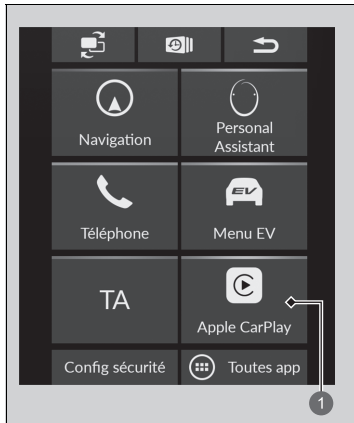 Navigation
Personal
Assistant
EV
Téléphone
Menu EV
TA
Apple CarPlay
Config sécurité
Toutes app
1